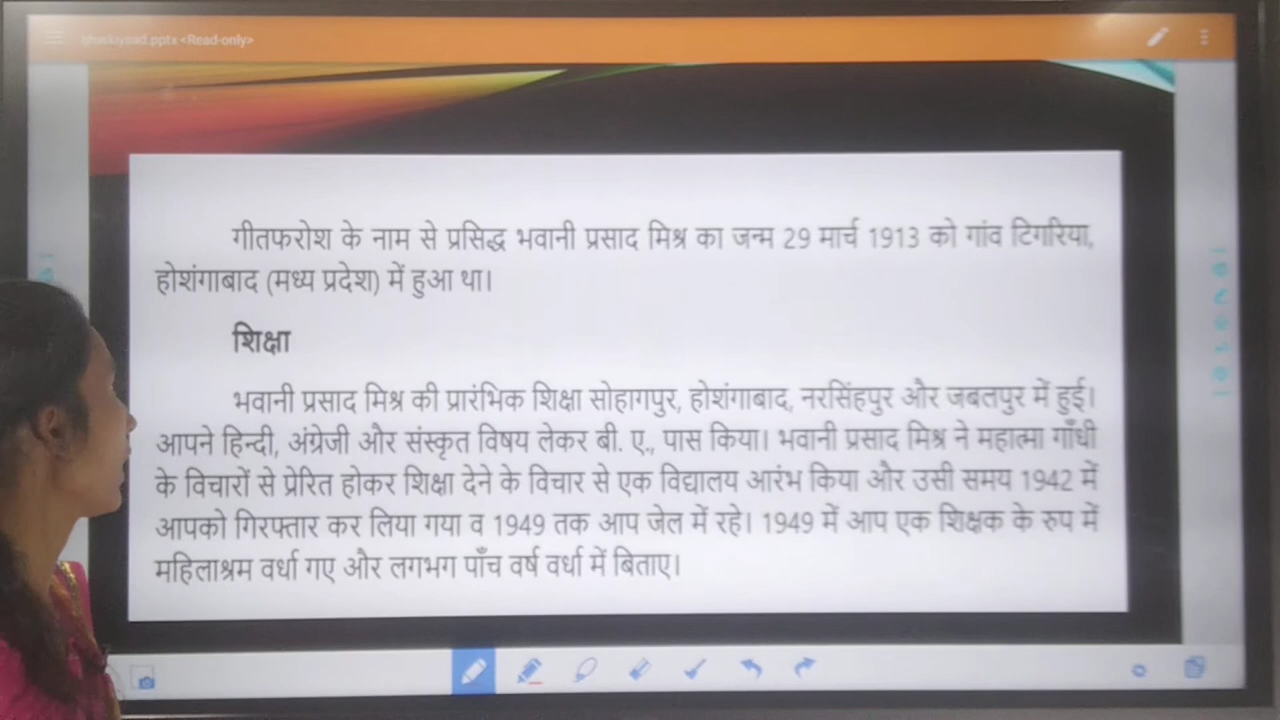 <Read-only>
गीतफरोश के नाम से प्रसिद्ध भवानी प्रसाद मिश्र का जन्म 29 मार्च 1913 को गांव टिगरिया,
होशंगाबाद (मध्य प्रदेश) में हुआ था।
शिक्षा
भवानी प्रसाद मिश्र की प्रारंभिक शिक्षा सोहागपुर, होशंगाबाद, नरसिंहपुर और जबलपुर में हुई।
आपने हिन्दी, अंग्रेजी और संस्कृत विषय लेकर बी. ए., पास किया। भवानी प्रसाद मिश्र ने महात्मा गाँधी
के विचारों से प्रेरित होकर शिक्षा देने के विचार से एक विद्यालय आरंभ किया और उसी समय 1942 में
आपको गिरफ्तार कर लिया गया व 1949 तक आप जेल में रहे। 1949 में आप एक शिक्षक के रुप में
महिलाश्रम वर्धा गए और लगभग पाँच वर्ष वर्धा में बिताए।